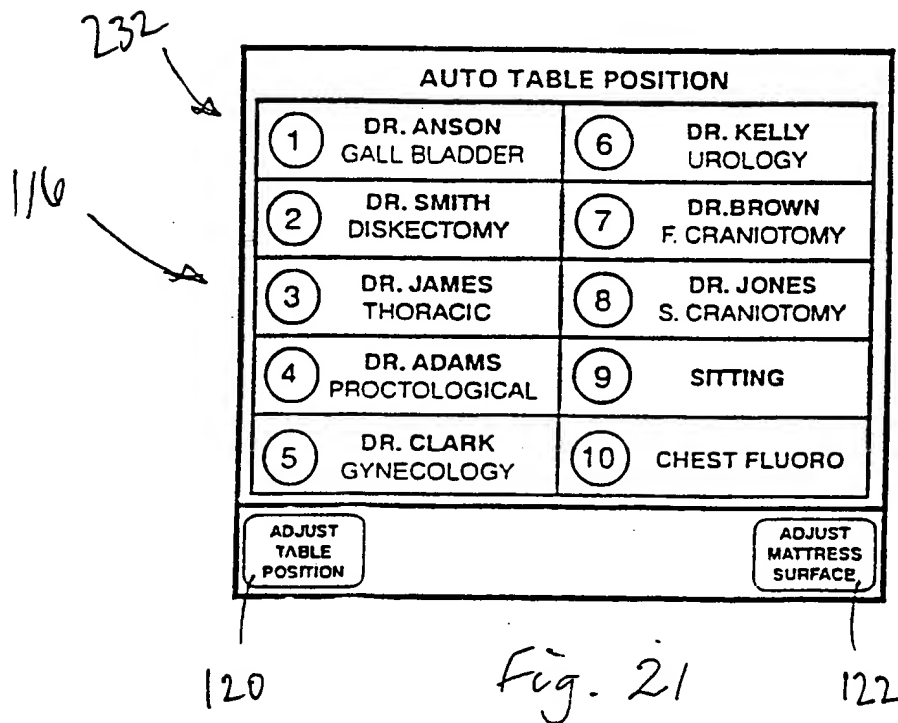 232
116
AUTO TABLE POSITION
1 DR. ANSON
GALL BLADDER
2 DR. SMITH
DISKECTOMY
3 DR. JAMES
THORACIC
4 DR. ADAMS
PROCTOLOGICAL
5 DR. CLARK
GYNECOLOGY
6 DR. KELLY
UROLOGY
7 DR.BROWN
F. CRANIOTOMY
8 DR. JONES
S. CRANIOTOMY
9 SITTING
10 CHEST FLUORO
ADJUST
TABLE
POSITION
ADJUST
MATTRESS
SURFACE
120
Fig. 21
122